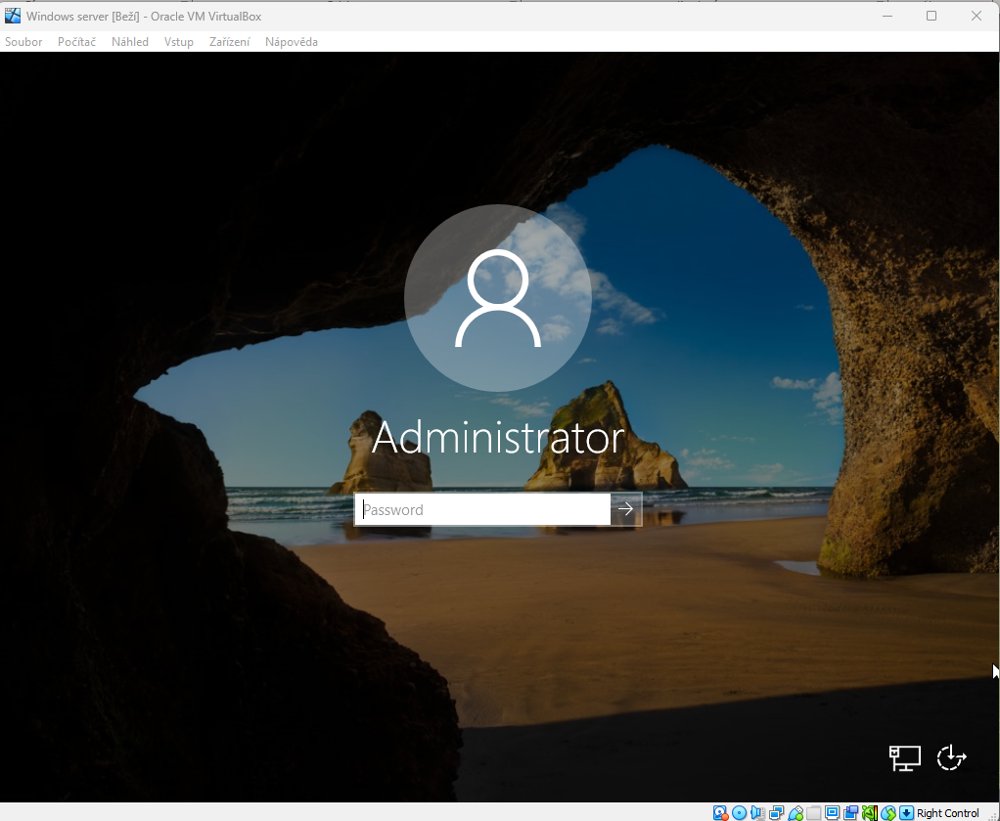 Windows server [Beží] - Oracle VM VirtualBox
Soubor Počítač Náhled Vstup Zařízení Nápověda
Administrator
Password
Right Control